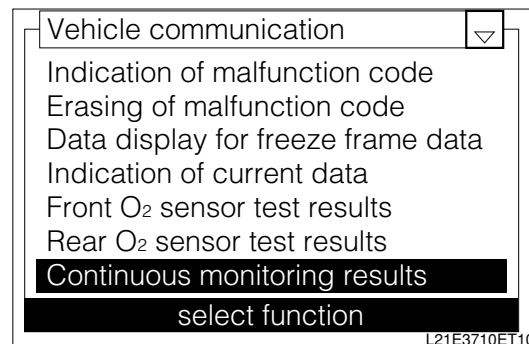 Vehicle communication
Indication of malfunction code
Erasing of malfunction code
Data display for freeze frame data
Indication of current data
Front O₂ sensor test results
Rear O₂ sensor test results
Continuous monitoring results
select function
L21E3710ET10